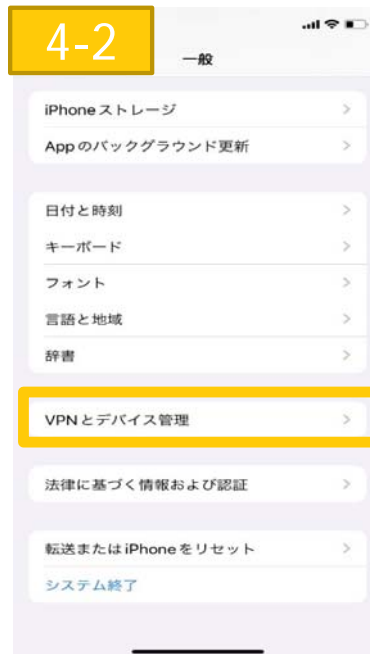 4-2
一般
iPhoneストレージ
Appのバックグラウンド更新
日付と時刻
キーボード
フォント
言語と地域
辞書
VPNとデバイス管理
法律に基づく情報および認証
転送またはiPhoneをリセット
システム終了